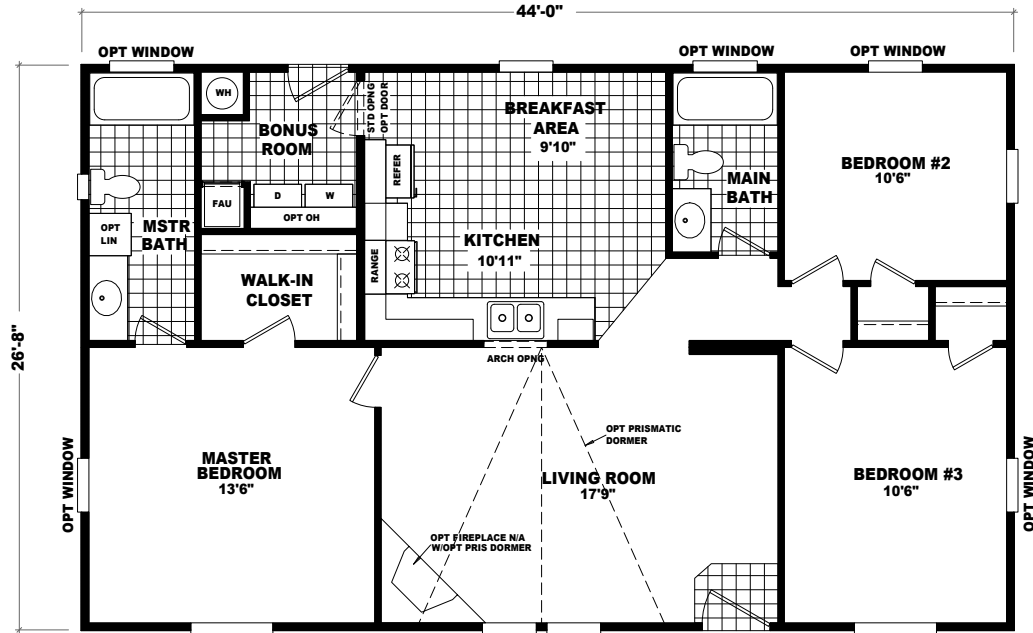 44'-0"
OPT WINDOW
OPT WINDOW
OPT WINDOW
WH
BONUS
ROOM
STD OPNG
OPT DOOR
BREAKFAST
AREA
9'10"
BEDROOM #2
10'6"
REFER
MAIN
BATH
FAU
D
W
OPT OH
OPT
LIN
MSTR
BATH
KITCHEN
10'11"
RANGE
WALK-IN
CLOSET
26'-8"
ARCH OPNG
OPT PRISMATIC
DORMER
MASTER
BEDROOM
13'6"
LIVING ROOM
17'9"
BEDROOM #3
10'6"
OPT WINDOW
OPT WINDOW
OPT FIREPLACE N/A
W/OPT PRIS DORMER